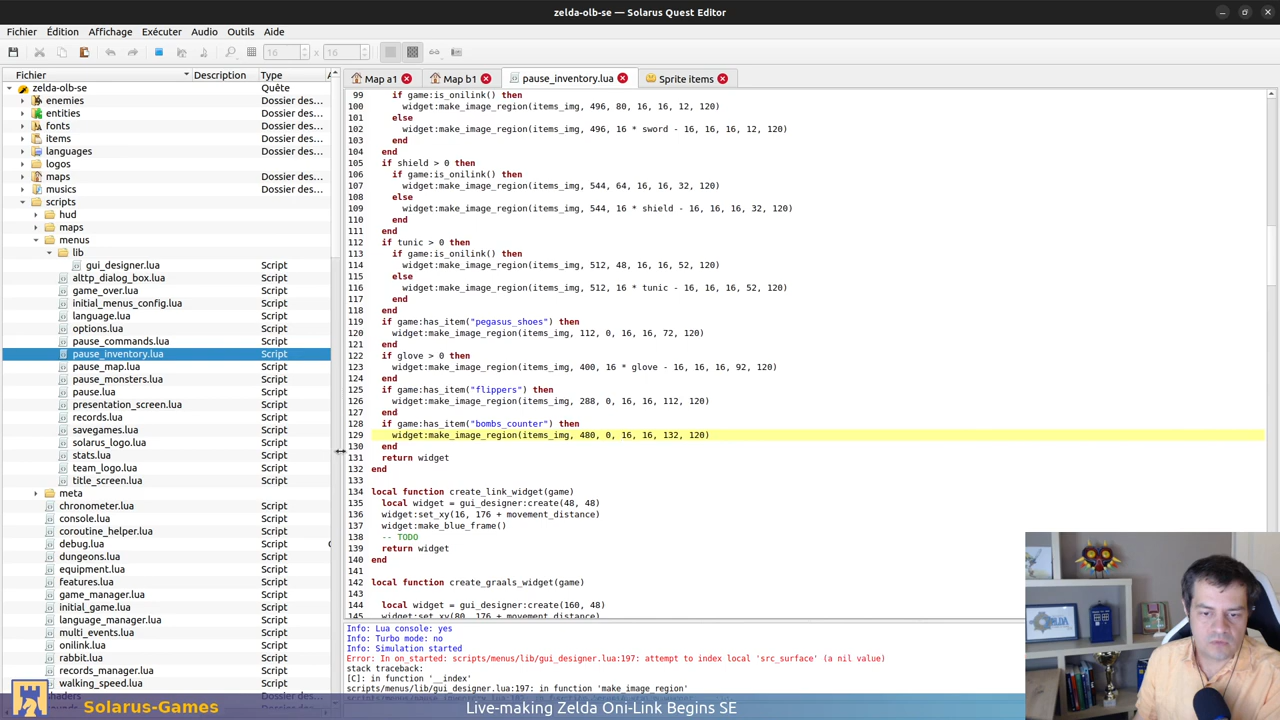 zelda-olb-se — Solarus Quest Editor
Fichier Édition Affichage Exécuter Audio Outils Aide
16 x 16
Fichier Description Type
Map a1 Map b1 pause_inventory.lua Sprite items
zelda-olb-se Quête
enemies Dossier des…
entities Dossier des…
fonts Dossier des…
items Dossier des…
languages Dossier des…
logos
maps Dossier des…
musics Dossier des…
scripts
hud
maps
menus
lib
gui_designer.lua Script
alttp_dialog_box.lua Script
game_over.lua Script
initial_menus_config.lua Script
language.lua Script
options.lua Script
pause_commands.lua Script
pause_inventory.lua Script
pause_map.lua Script
pause_monsters.lua Script
pause.lua Script
presentation_screen.lua Script
records.lua Script
savegames.lua Script
solarus_logo.lua Script
stats.lua Script
team_logo.lua Script
title_screen.lua Script
meta
chronometer.lua Script
console.lua Script
coroutine_helper.lua Script
debug.lua Script
dungeons.lua Script
equipment.lua Script
features.lua Script
game_manager.lua Script
initial_game.lua Script
language_manager.lua Script
multi_events.lua Script
onilink.lua Script
rabbit.lua Script
records_manager.lua Script
walking_speed.lua Script
99 if game:is_onilink() then
100 widget:make_image_region(items_img, 496, 80, 16, 16, 12, 120)
101 else
102 widget:make_image_region(items_img, 496, 16 * sword - 16, 16, 16, 12, 120)
103 end
104 end
105 if shield > 0 then
106 if game:is_onilink() then
107 widget:make_image_region(items_img, 544, 64, 16, 16, 32, 120)
108 else
109 widget:make_image_region(items_img, 544, 16 * shield - 16, 16, 16, 32, 120)
110 end
111 end
112 if tunic > 0 then
113 if game:is_onilink() then
114 widget:make_image_region(items_img, 512, 48, 16, 16, 52, 120)
115 else
116 widget:make_image_region(items_img, 512, 16 * tunic - 16, 16, 16, 52, 120)
117 end
118 end
119 if game:has_item("pegasus_shoes") then
120 widget:make_image_region(items_img, 112, 0, 16, 16, 72, 120)
121 end
122 if glove > 0 then
123 widget:make_image_region(items_img, 400, 16 * glove - 16, 16, 16, 92, 120)
124 end
125 if game:has_item("flippers") then
126 widget:make_image_region(items_img, 288, 0, 16, 16, 112, 120)
127 end
128 if game:has_item("bombs_counter") then
129 widget:make_image_region(items_img, 480, 0, 16, 16, 132, 120)
130 end
131 return widget
132 end
133
134 local function create_link_widget(game)
135 local widget = gui_designer:create(48, 48)
136 widget:set_xy(16, 176 + movement_distance)
137 widget:make_blue_frame()
138 -- TODO
139 return widget
140 end
141
142 local function create_graals_widget(game)
143
144 local widget = gui_designer:create(160, 48)
145 widget:set_xy(80, 176 + movement_distance)
Info: Lua console: yes
Info: Turbo mode: no
Info: Simulation started
Error: In on_started: scripts/menus/lib/gui_designer.lua:197: attempt to index local 'src_surface' (a nil value)
stack traceback:
[C]: in function '__index'
scripts/menus/lib/gui_designer.lua:197: in function 'make_image_region'
Solarus-Games
Live-making Zelda Oni-Link Begins SE